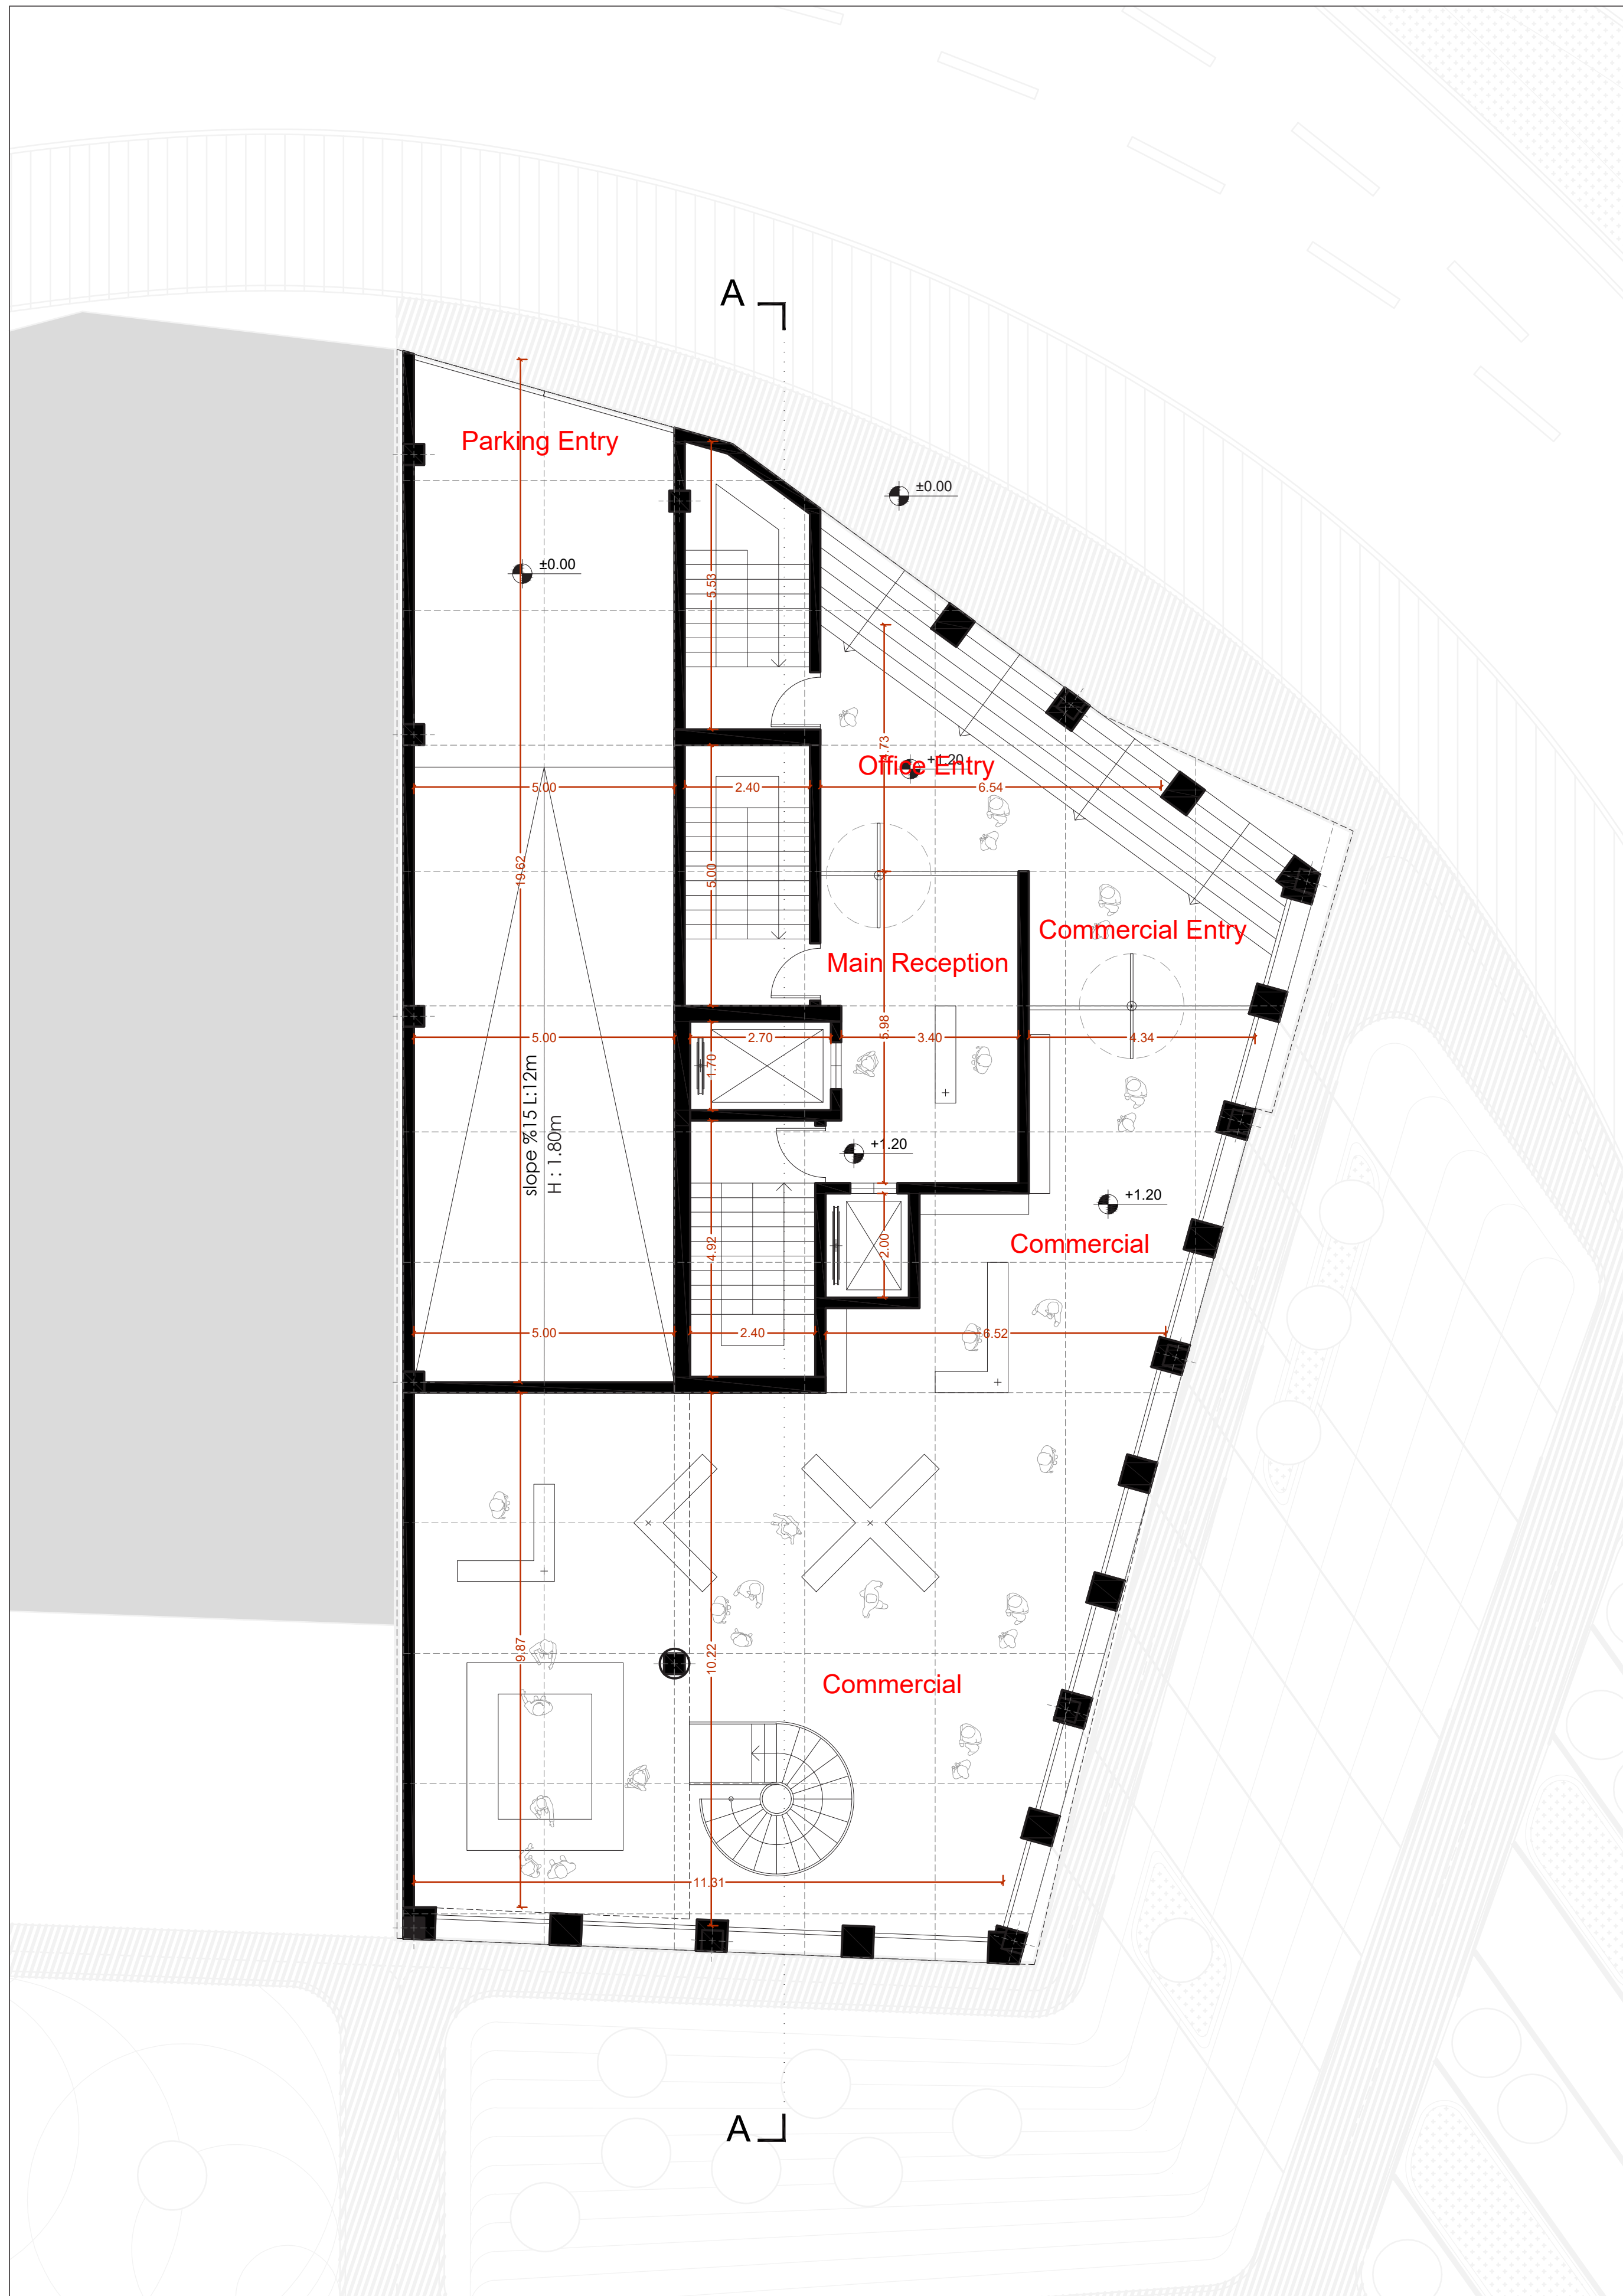 A
Parking Entry
±0.00
±0.00
5.53
4.73
Office Entry
+1.20
5.00
2.40
6.54
19.62
5.00
Commercial Entry
Main Reception
5.00
2.70
5.98
3.40
4.34
1.70
slope %15 L:12m
H : 1.80m
+1.20
+1.20
4.92
2.00
Commercial
5.00
2.40
6.52
9.87
10.22
Commercial
11.31
A